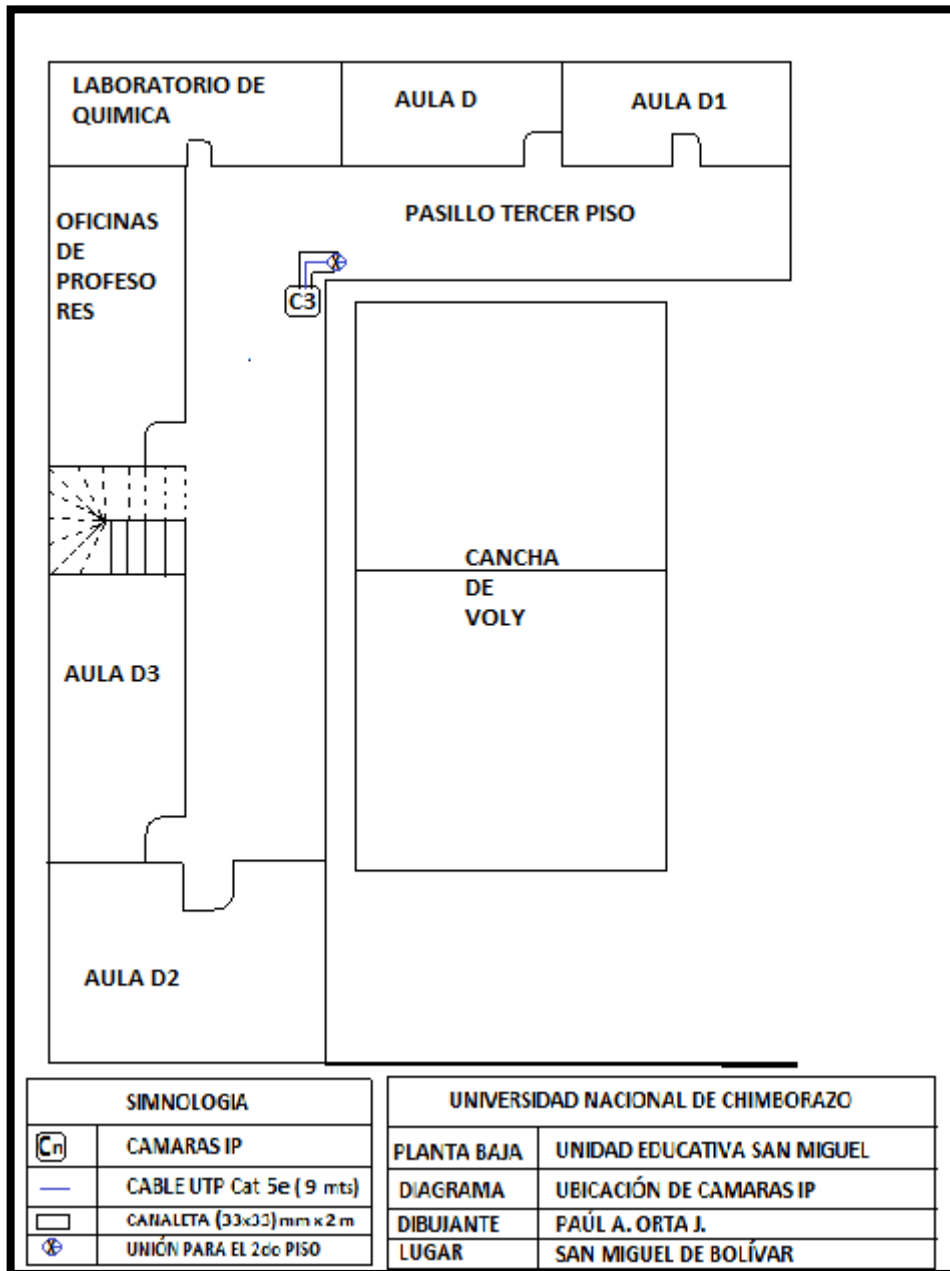 LABORATORIO DE
QUIMICA
AULA D
AULA D1
OFICINAS
DE
PROFESO
RES
PASILLO TERCER PISO
C3
CANCHA
DE
VOLY
AULA D3
AULA D2
SIMNOLOGIA
Cn CAMARAS IP
CABLE UTP Cat 5e ( 9 mts)
CANALETA (33x33) mm x 2 m
UNIÓN PARA EL 2do PISO
UNIVERSIDAD NACIONAL DE CHIMBORAZO
PLANTA BAJA UNIDAD EDUCATIVA SAN MIGUEL
DIAGRAMA UBICACIÓN DE CAMARAS IP
DIBUJANTE PAÚL A. ORTA J.
LUGAR SAN MIGUEL DE BOLÍVAR